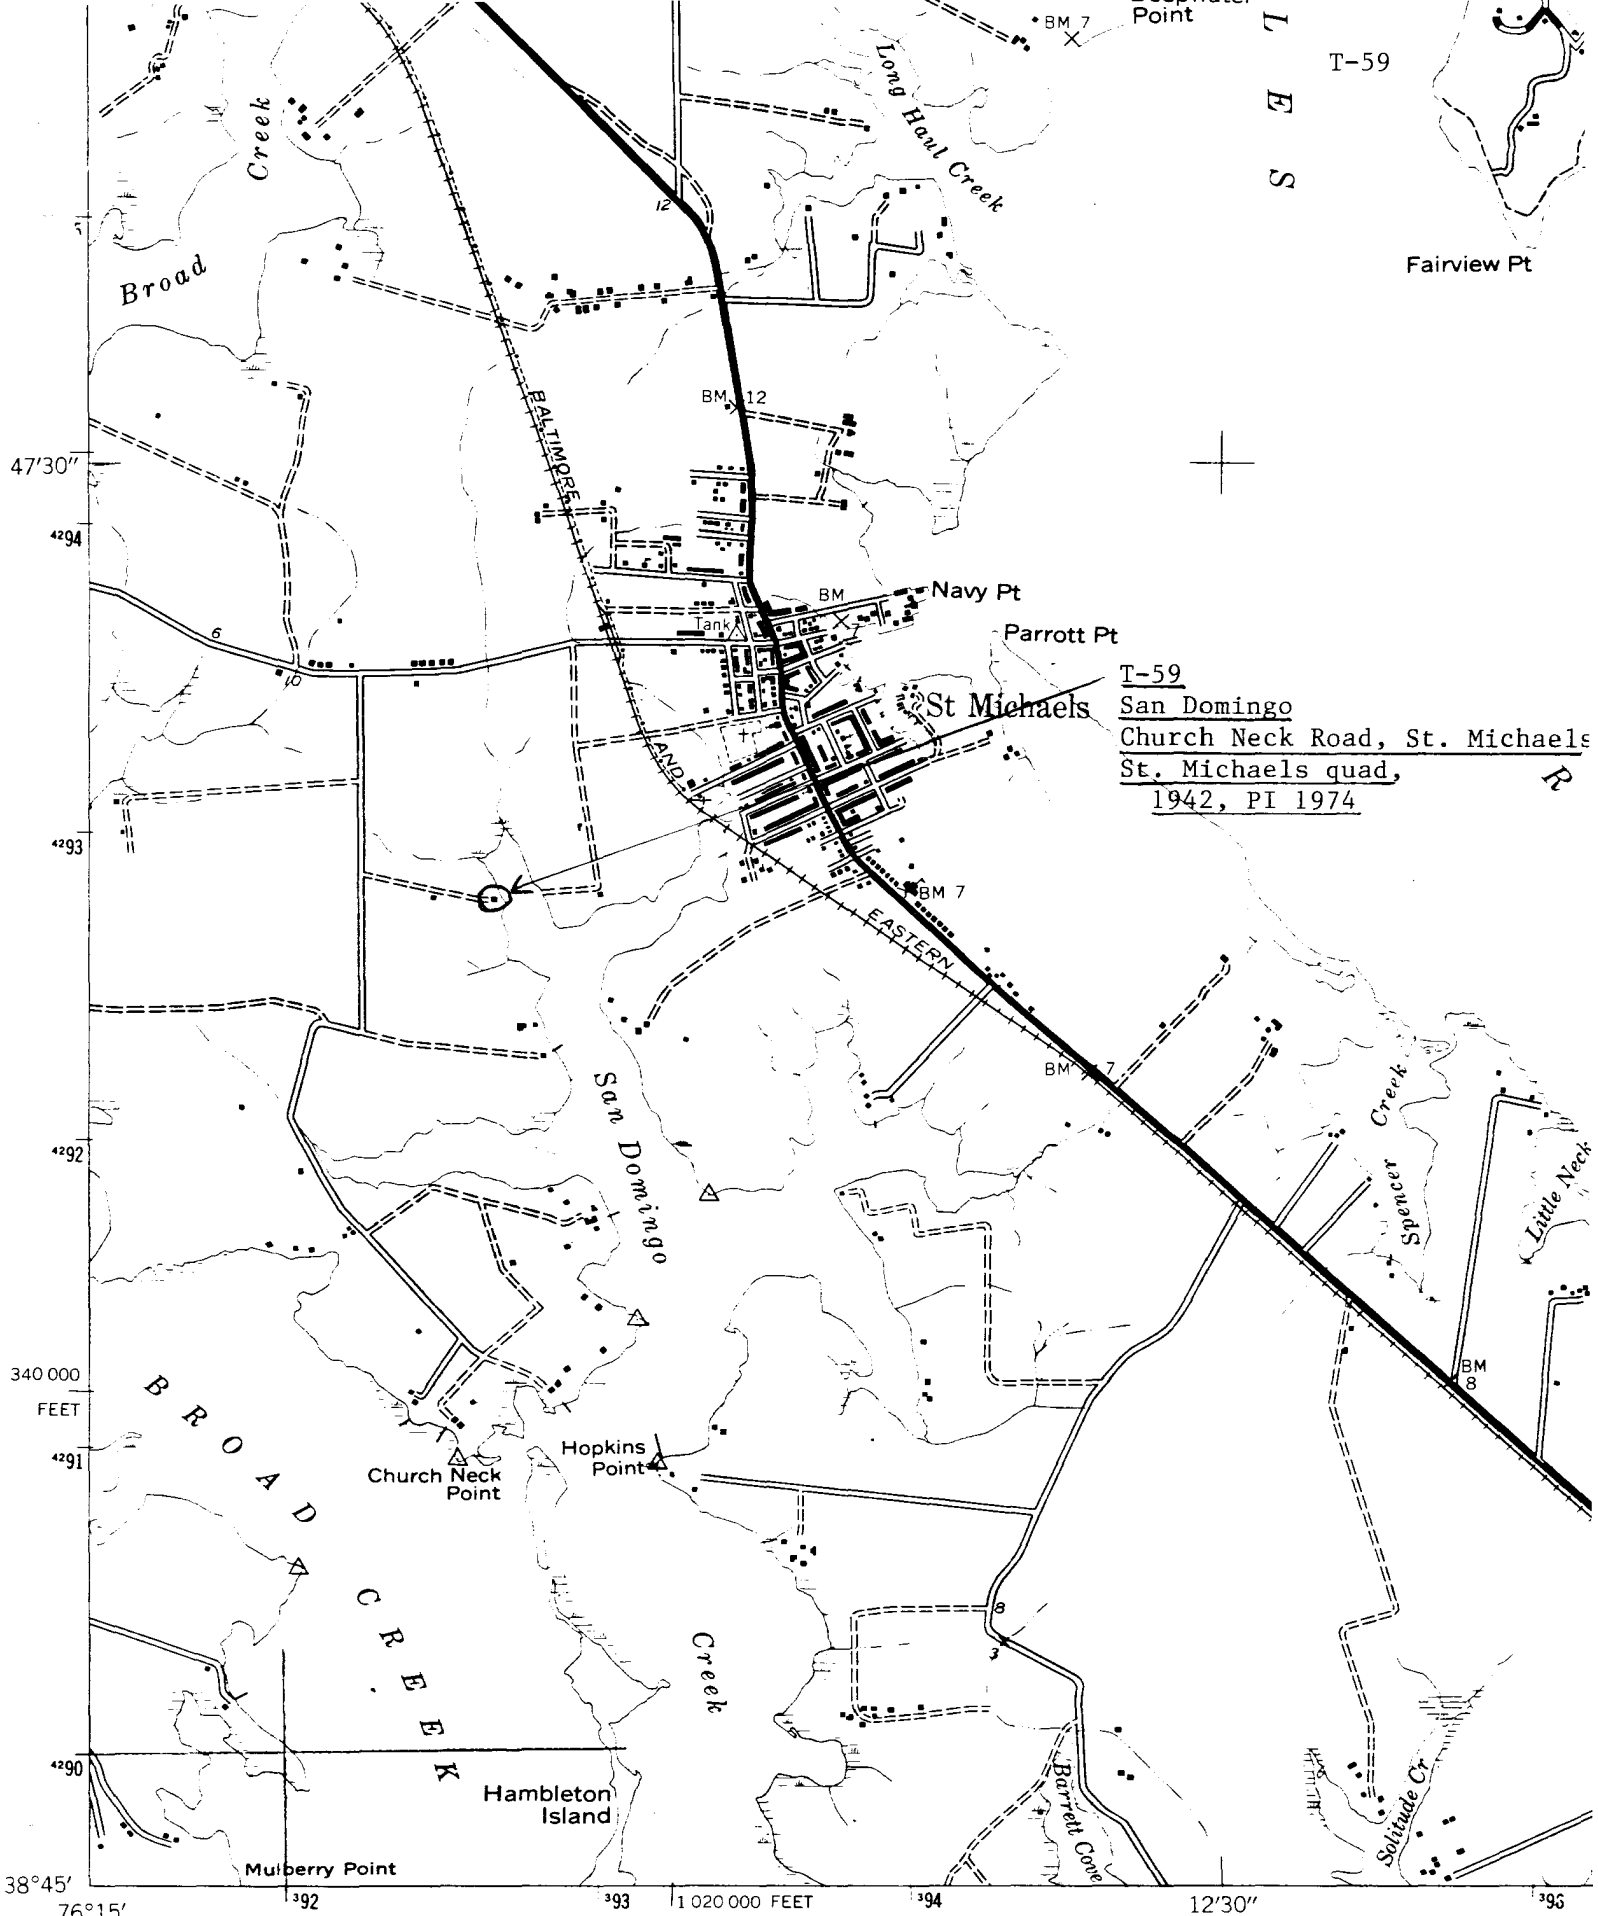 Point
BM 7
L
T-59
E
S
Long Haul Creek
Creek
Broad
12
Fairview Pt
BM 12
BALTIMORE
47'30"
4294
Navy Pt
BM
Tank
Parrott Pt
6
10
T-59
St Michaels
San Domingo
Church Neck Road, St. Michaels
St. Michaels quad,
1942, PI 1974
R
AND
4293
BM 7
EASTERN
BM 7
San Domingo
Creek
Spencer
Little Neck
4292
340 000
FEET
BM
8
4291
BROAD
Hopkins
Point
Church Neck
Point
CREEK
8
3
Creek
4290
Hambleton
Island
Barrett Cove
Solitude Cr
Mulberry Point
38°45'
76°15'
392
393
1 020 000 FEET
394
12'30"